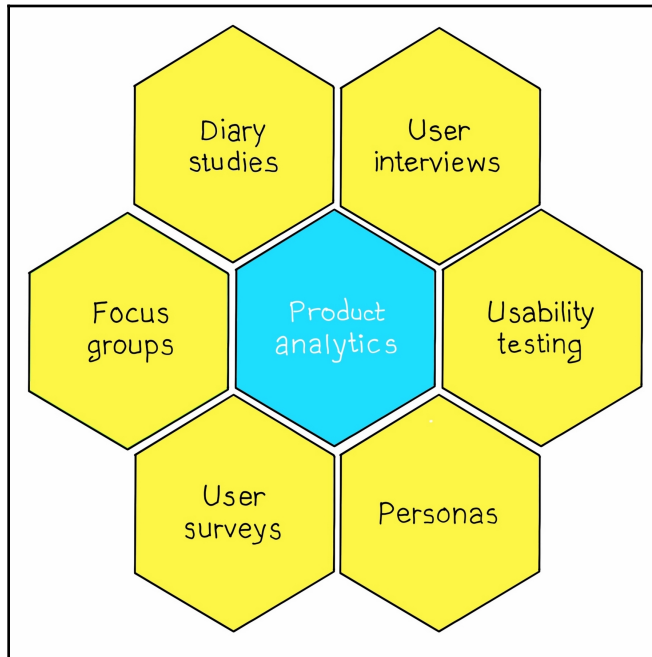 Diary
studies
User
interviews
Focus
groups
Product
analytics
Usability
testing
User
surveys
Personas